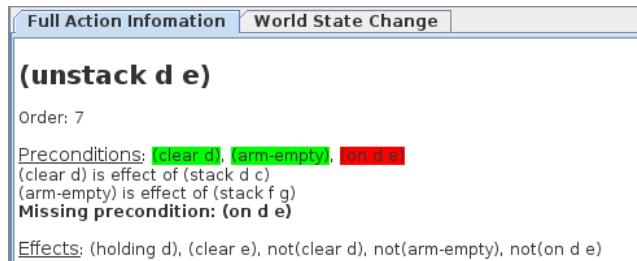 Full Action Infomation World State Change
(unstack d e)
Order: 7
Preconditions: (clear d), (arm-empty), (on d e)
(clear d) is effect of (stack d c)
(arm-empty) is effect of (stack f g)
Missing precondition: (on d e)
Effects: (holding d), (clear e), not(clear d), not(arm-empty), not(on d e)